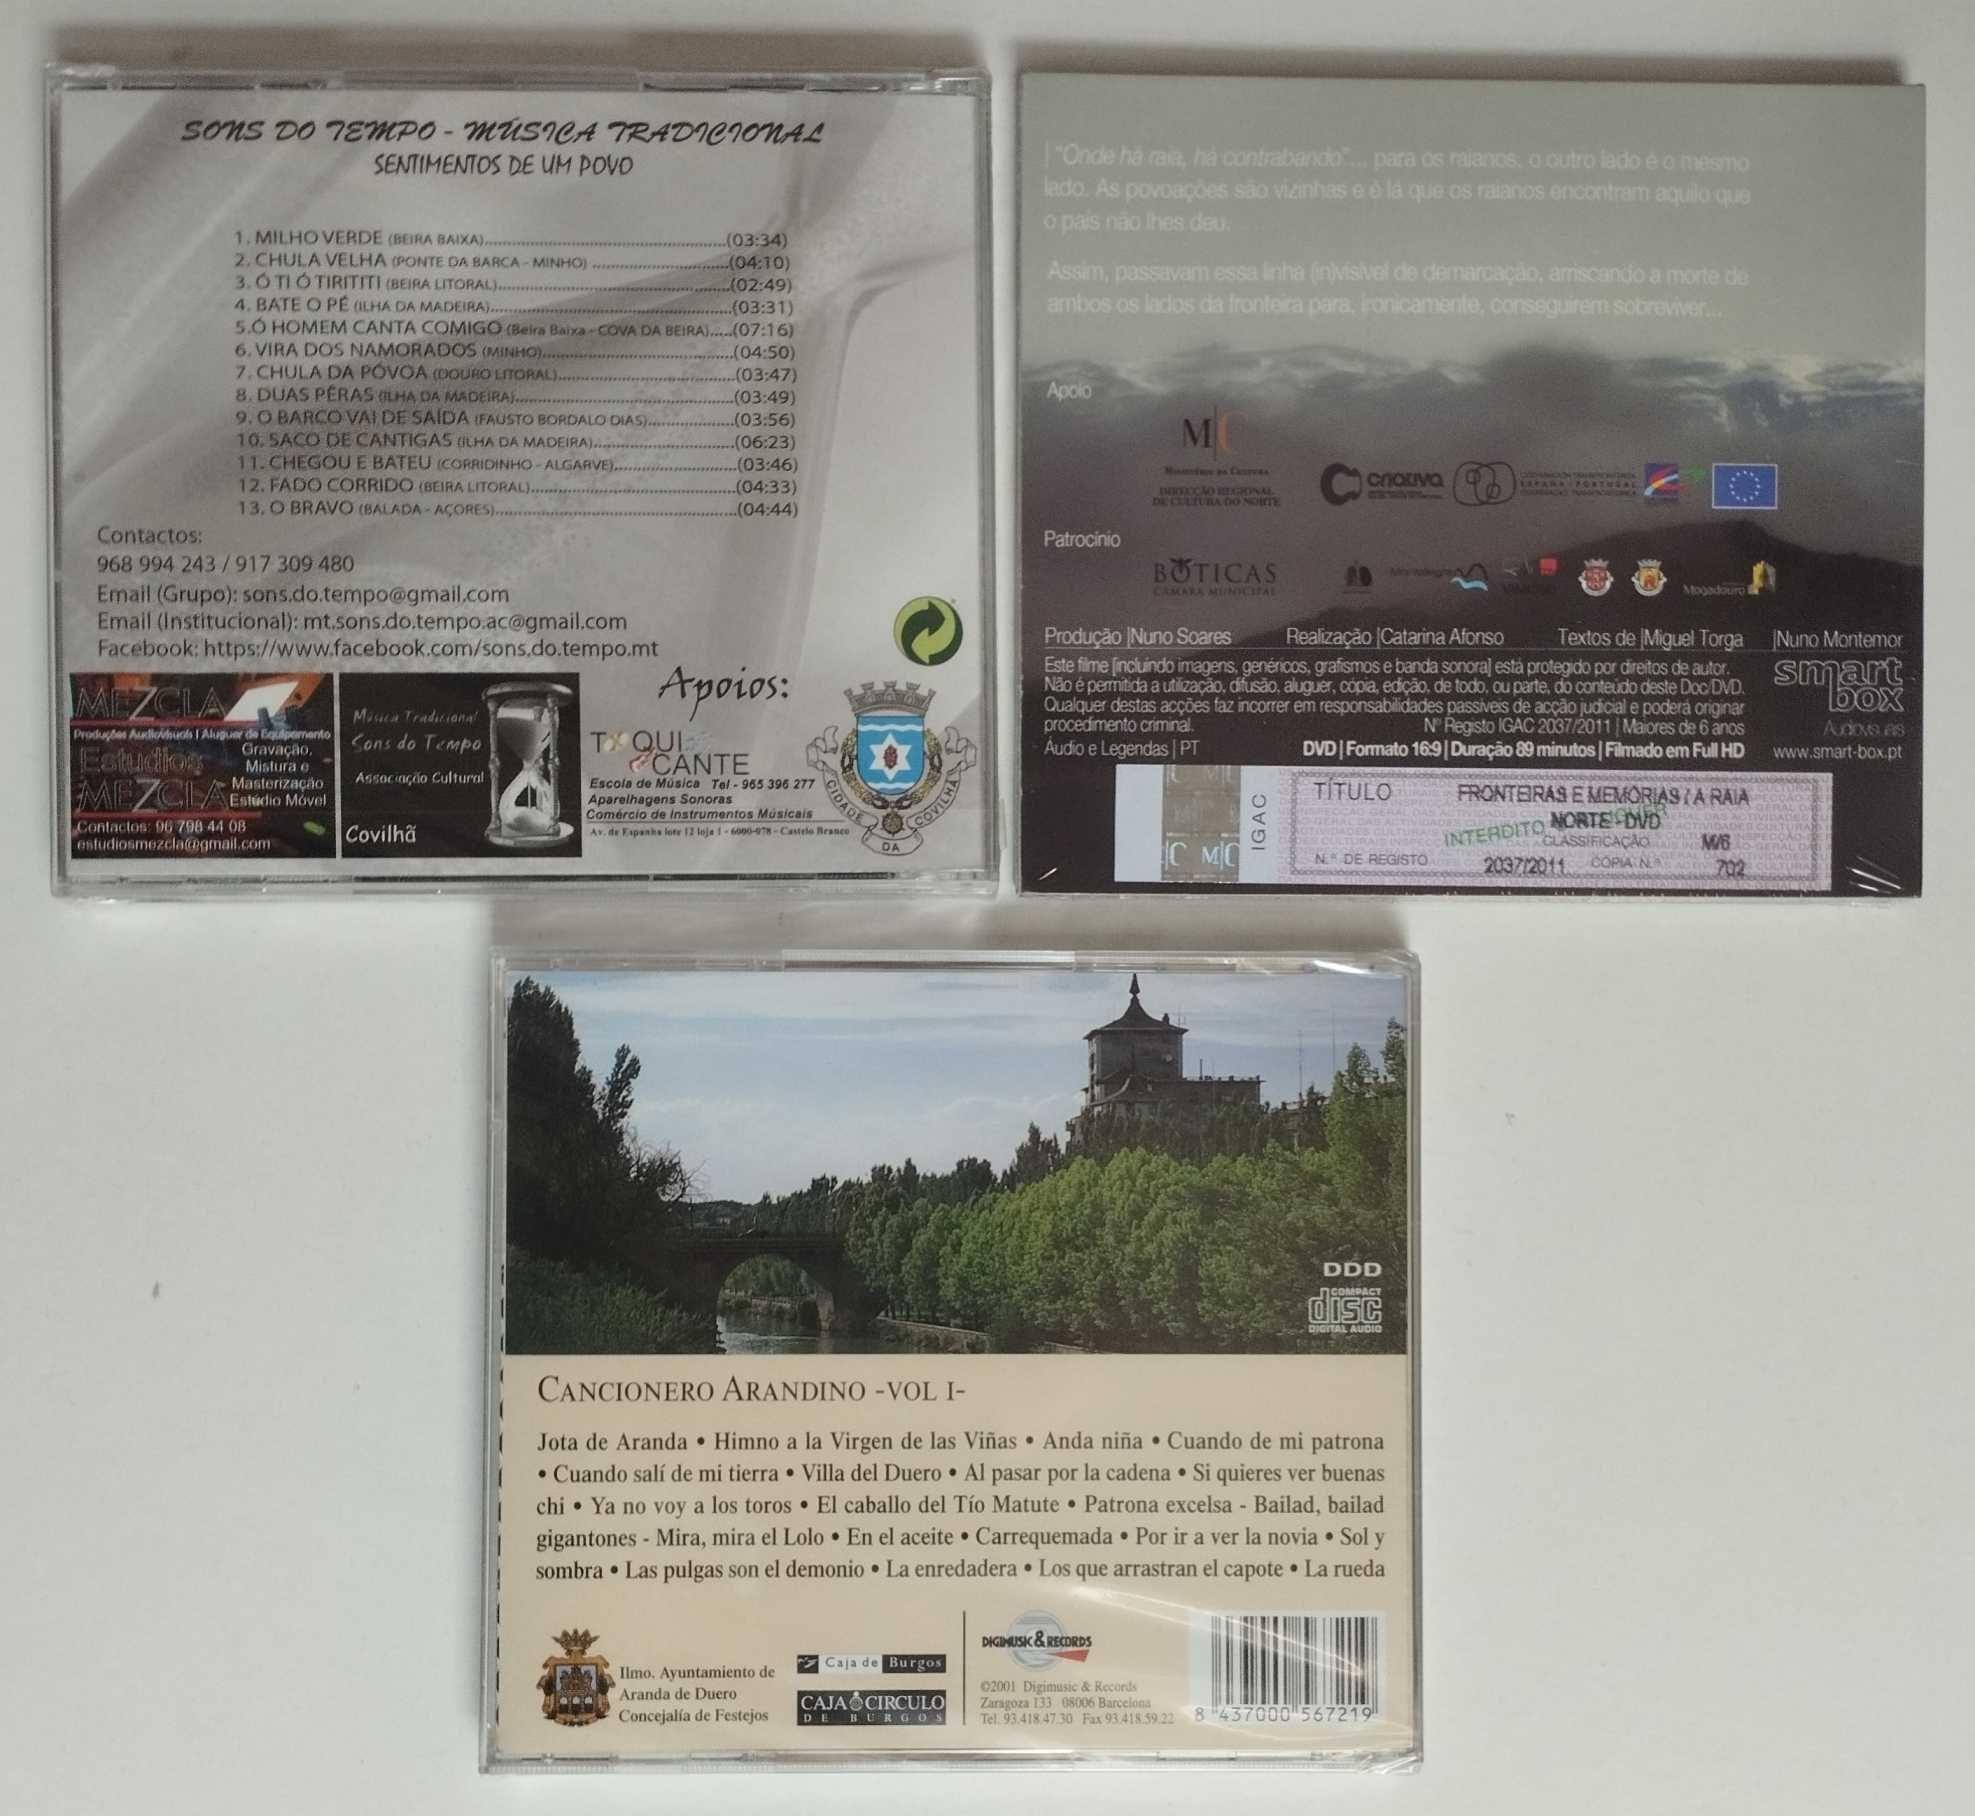 SONS DO TEMPO - MÚSICA TRADICIONAL
SENTIMENTOS DE UM POVO
1. MILHO VERDE (BEIRA BAIXA)...(03:34)
2. CHULA VELHA (PONTE DA BARCA - MINHO) ...(04:10)
3. Ó TI Ó TIRITITI (BEIRA LITORAL)...(02:49)
4. BATE O PÉ (ILHA DA MADEIRA)...(03:31)
5.Ó HOMEM CANTA COMIGO (Beira Baixa - COVA DA BEIRA)...(07:16)
6. VIRA DOS NAMORADOS (MINHO)...(04:50)
7. CHULA DA PÓVOA (DOURO LITORAL)...(03:47)
8. DUAS PÊRAS (ILHA DA MADEIRA)...(03:49)
9. O BARCO VAI DE SAÍDA (FAUSTO BORDALO DIAS)...(03:56)
10. SACO DE CANTIGAS (ILHA DA MADEIRA)...(06:23)
11. CHEGOU E BATEU (CORRIDINHO - ALGARVE)...(03:46)
12. FADO CORRIDO (BEIRA LITORAL)...(04:33)
13. O BRAVO (BALADA - AÇORES)...(04:44)
Contactos:
968 994 243 / 917 309 480
Email (Grupo): sons.do.tempo@gmail.com
Email (Institucional): mt.sons.do.tempo.ac@gmail.com
Facebook: https://www.facebook.com/sons.do.tempo.mt
MEZCLA
Produções Audiovisuais | Aluguer de Equipamento
Estudios
MEZCLA
Gravação,
Mistura e
Masterização
Estúdio Móvel
Contactos: 96 798 44 08
estudiosmezcla@gmail.com
Música Tradicional
Sons do Tempo
Associação Cultural
Covilhã
Apoios:
TOQUI
CANTE
Escola de Música Tel - 965 396 277
Aparelhagens Sonoras
Comércio de Instrumentos Músicais
Av. de Espanha lote 12 loja 1 - 6000-078 - Castelo Branco
CIDADE DA COVILHÃ
"Onde há raia, há contrabando"... para os raianos, o outro lado é o mesmo
lado. As povoações são vizinhas e é lá que os raianos encontram aquilo que
o país não lhes deu.
Assim, passavam essa linha (in)visível de demarcação, arriscando a morte de
ambos os lados da fronteira para, ironicamente, conseguirem sobreviver...
Apoio
M|C
MINISTÉRIO DA CULTURA
DIRECÇÃO REGIONAL
DE CULTURA DO NORTE
criativa
ESPAÑA - PORTUGAL
Patrocínio
BOTICAS
CÂMARA MUNICIPAL
Montalegre
Mogadouro
Produção |Nuno Soares Realização |Catarina Afonso Textos de |Miguel Torga |Nuno Montemor
Este filme [incluindo imagens, genéricos, grafismos e banda sonora] está protegido por direitos de autor.
Não é permitida a utilização, difusão, aluguer, cópia, edição, de todo, ou parte, do conteúdo deste Doc/DVD.
Qualquer destas acções faz incorrer em responsabilidades passíveis de acção judicial e poderá originar
procedimento criminal. Nº Registo IGAC 2037/2011 | Maiores de 6 anos
Áudio e Legendas | PT DVD | Formato 16:9 | Duração 89 minutos | Filmado em Full HD
smart
box
www.smart-box.pt
IGAC
TÍTULO FRONTEIRAS E MEMÓRIAS / A RAIA
NORTE - DVD
INTERDITO
CLASSIFICAÇÃO M/6
N.º DE REGISTO 2037/2011 CÓPIA N.º 702
DDD
COMPACT
disc
DIGITAL AUDIO
CANCIONERO ARANDINO -VOL I-
Jota de Aranda • Himno a la Virgen de las Viñas • Anda niña • Cuando de mi patrona
• Cuando salí de mi tierra • Villa del Duero • Al pasar por la cadena • Si quieres ver buenas
chi • Ya no voy a los toros • El caballo del Tío Matute • Patrona excelsa - Bailad, bailad
gigantones - Mira, mira el Lolo • En el aceite • Carrequemada • Por ir a ver la novia • Sol y
sombra • Las pulgas son el demonio • La enredadera • Los que arrastran el capote • La rueda
Ilmo. Ayuntamiento de
Aranda de Duero
Concejalía de Festejos
Caja de Burgos
CAJA CIRCULO
DE BURGOS
DIGIMUSIC & RECORDS
©2001 Digimusic & Records
Zaragoza 133 08006 Barcelona
Tel. 93.418.47.30 Fax 93.418.59.22
8 437000 567219